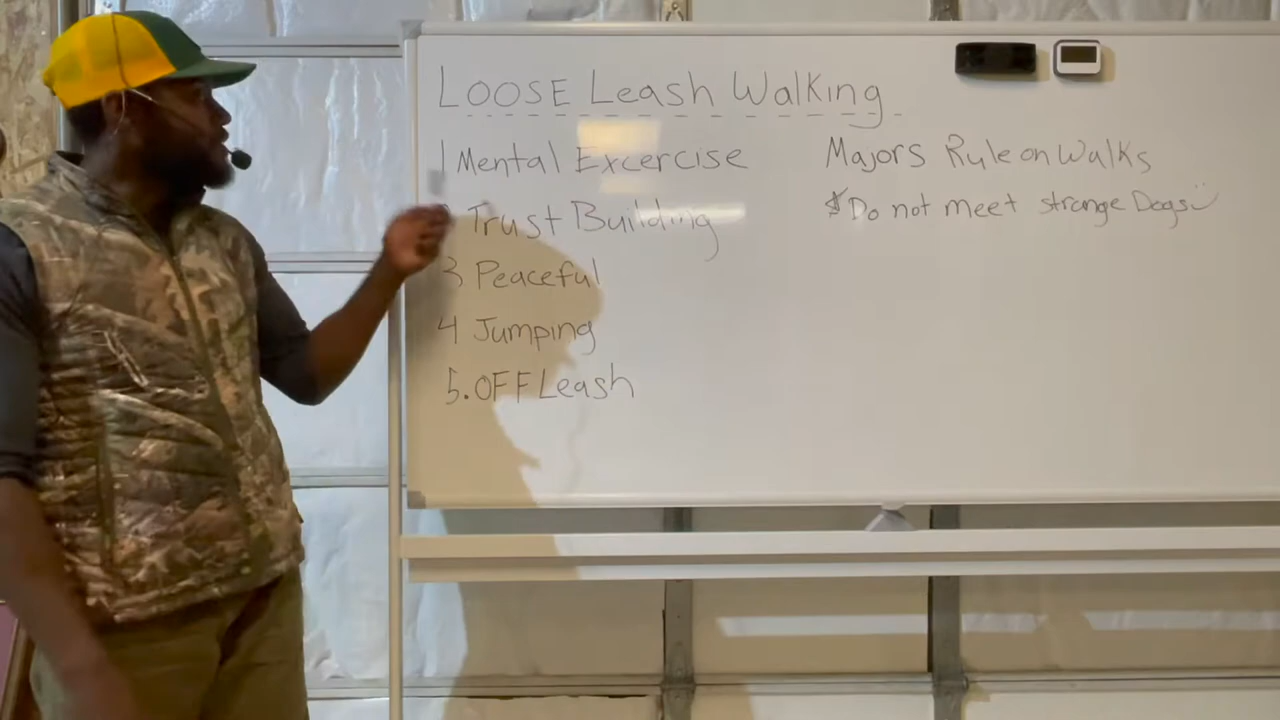 LOOSE Leash Walking
1 Mental Excercise
Trust Building
3 Peaceful
4 Jumping
5. OFF Leash
Majors Rule on Walks
Do not meet strange Dogs